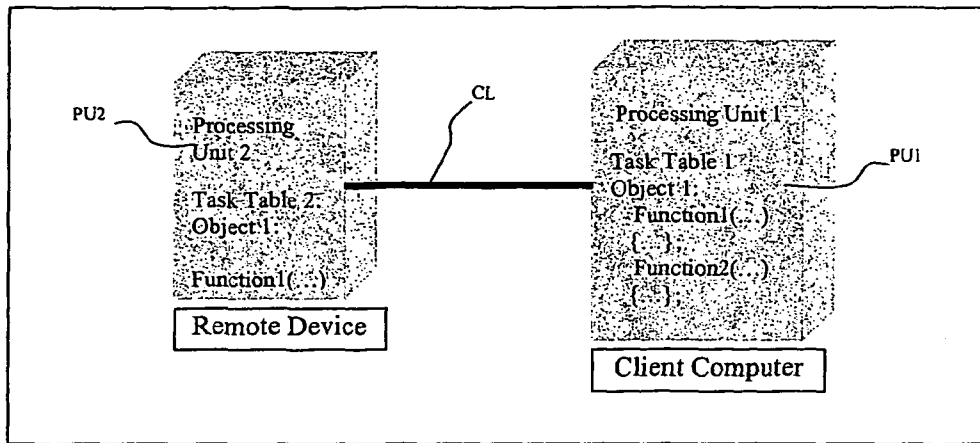 PU2
Processing
Unit 2
Task Table 2:
Object 1:
Function1(...)
Remote Device
CL
Processing Unit 1
Task Table 1
Object 1:
Function1(...)
{...};
Function2(...)
{...};
Client Computer
PU1